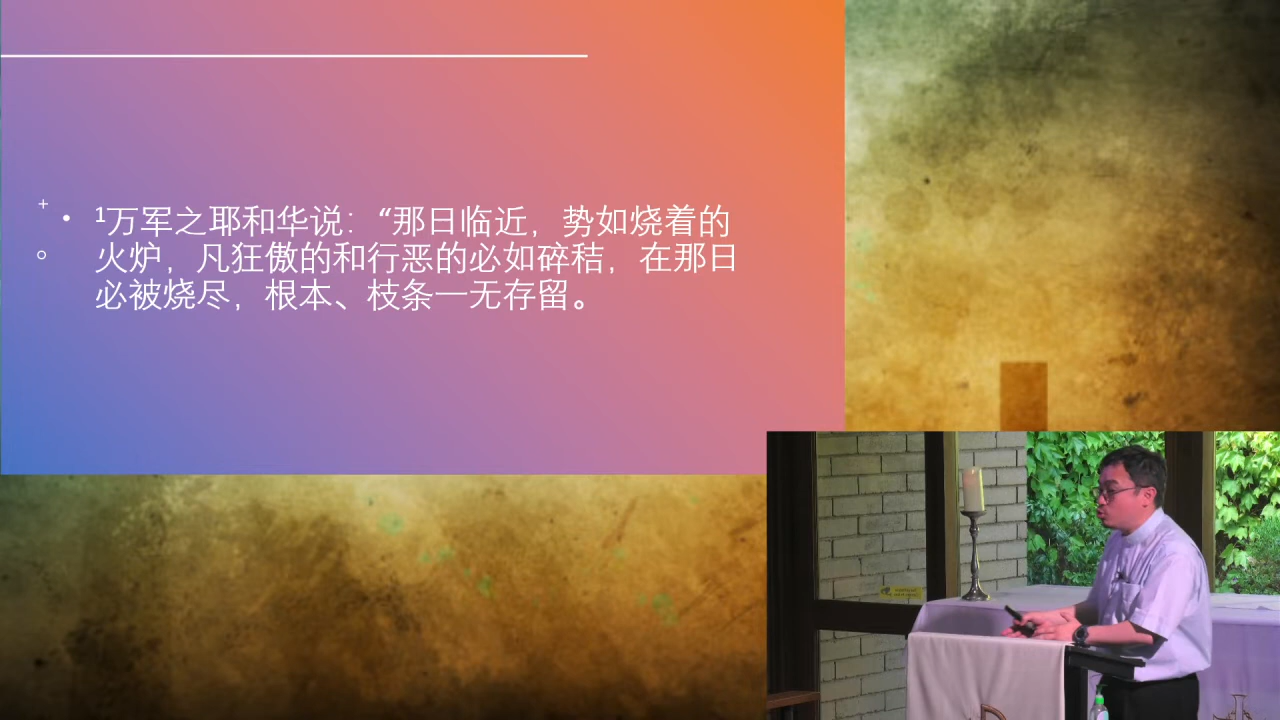 • ¹万军之耶和华说：“那日临近，势如烧着的
火炉，凡狂傲的和行恶的必如碎秸，在那日
必被烧尽，根本、枝条一无存留。